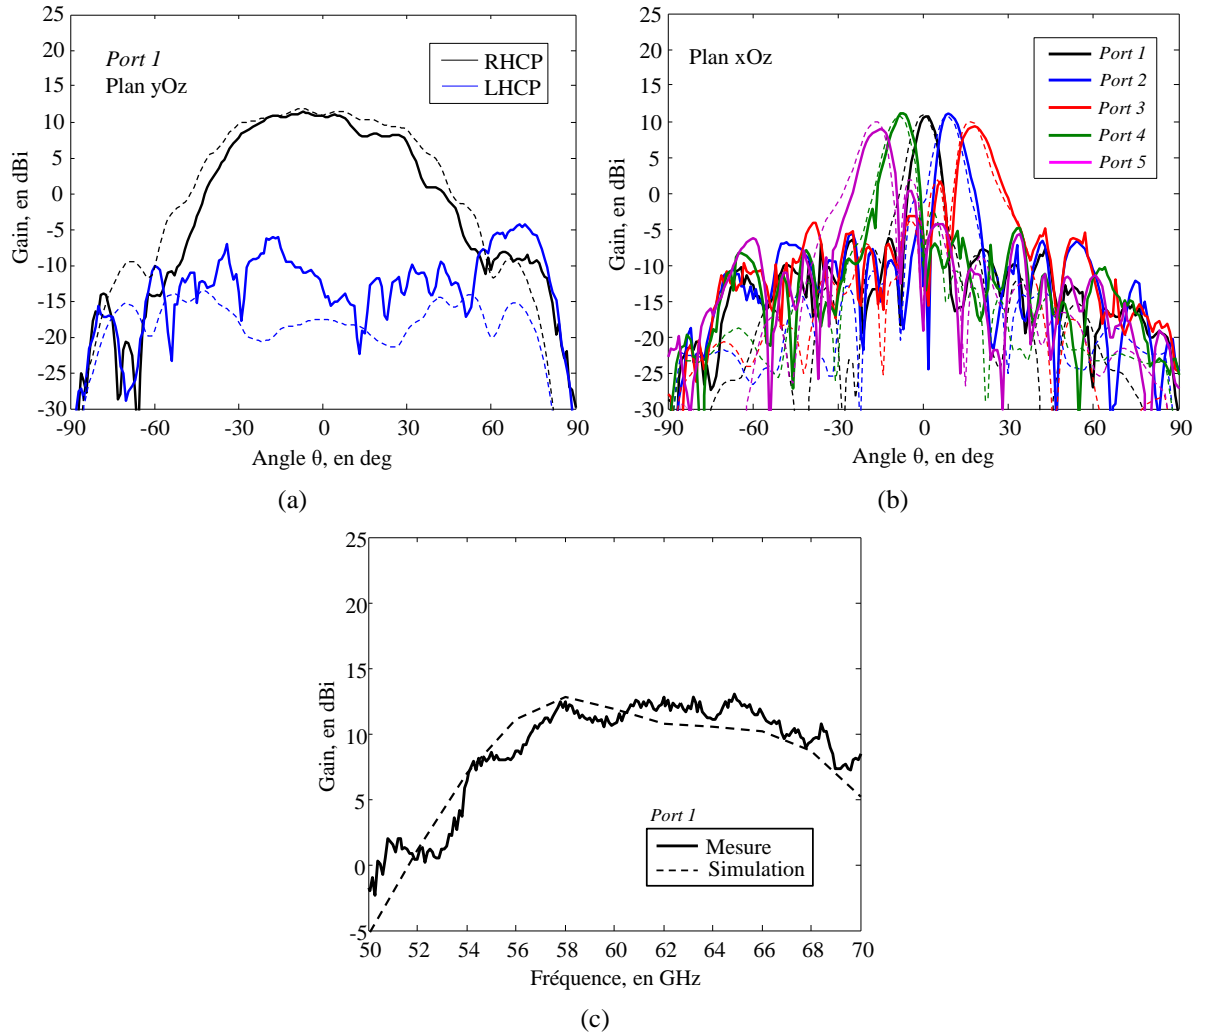 25
20
15
10
5
0
-5
-10
-15
-20
-25
-30
-90
-60
-30
0
30
60
90
Gain, en dBi
Angle θ, en deg
Port 1
Plan yOz
RHCP
LHCP
(a)
25
20
15
10
5
0
-5
-10
-15
-20
-25
-30
-90
-60
-30
0
30
60
90
Gain, en dBi
Angle θ, en deg
Plan xOz
Port 1
Port 2
Port 3
Port 4
Port 5
(b)
25
20
15
10
5
0
-5
50
52
54
56
58
60
62
64
66
68
70
Gain, en dBi
Fréquence, en GHz
Port 1
Mesure
Simulation
(c)